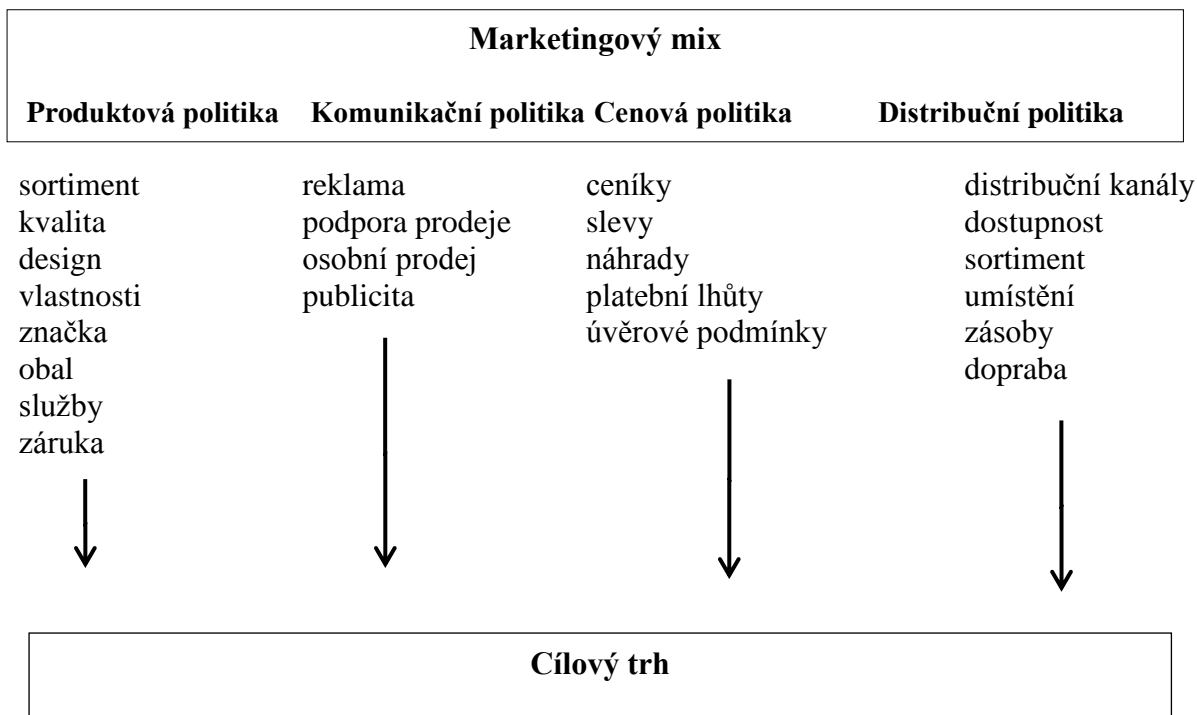 Marketingový mix
Produktová politika Komunikační politika Cenová politika Distribuční politika
sortiment reklama ceníky distribuční kanály
kvalita podpora prodeje slevy dostupnost
design osobní prodej náhrady sortiment
vlastnosti publicita platební lhůty umístění
značka úvěrové podmínky zásoby
obal dopraba
služby
záruka
Cílový trh